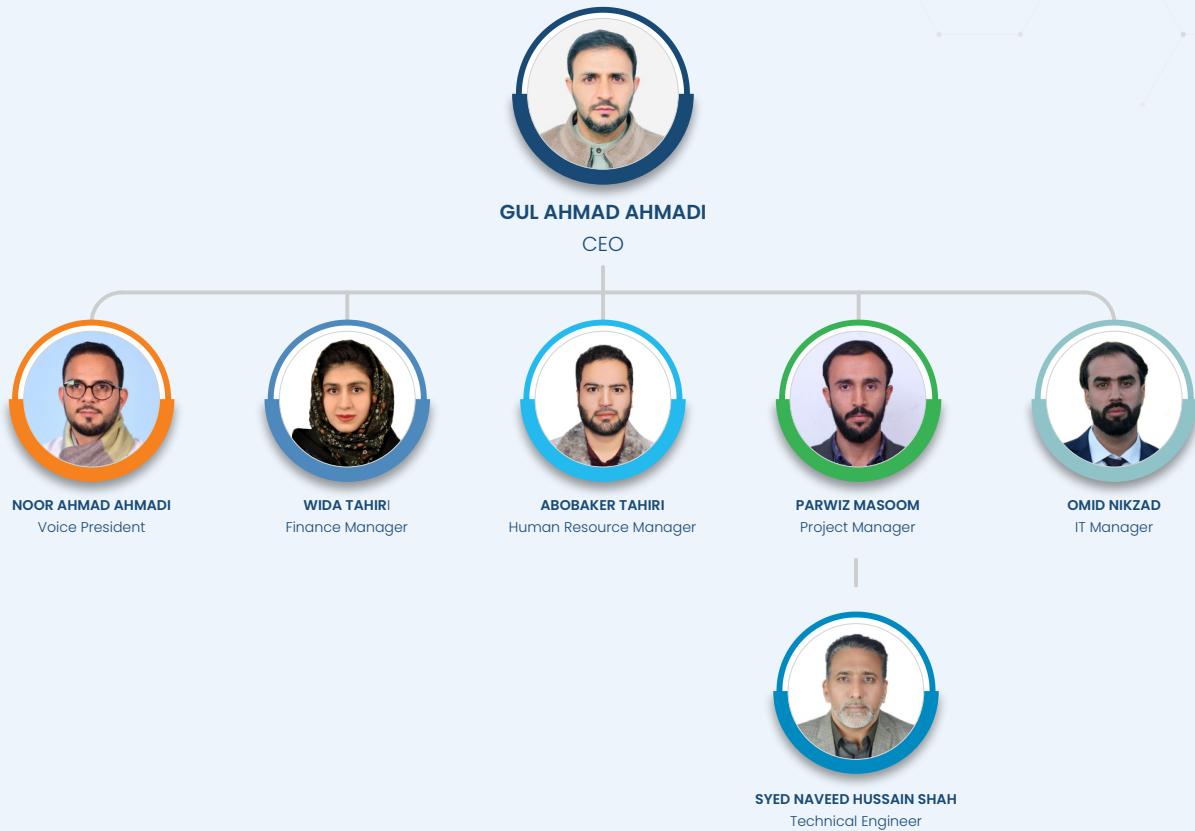 GUL AHMAD AHMADI
CEO
NOOR AHMAD AHMADI
Voice President
WIDA TAHIRI
Finance Manager
ABOBAKER TAHIRI
Human Resource Manager
PARWIZ MASOOM
Project Manager
OMID NIKZAD
IT Manager
SYED NAVEED HUSSAIN SHAH
Technical Engineer